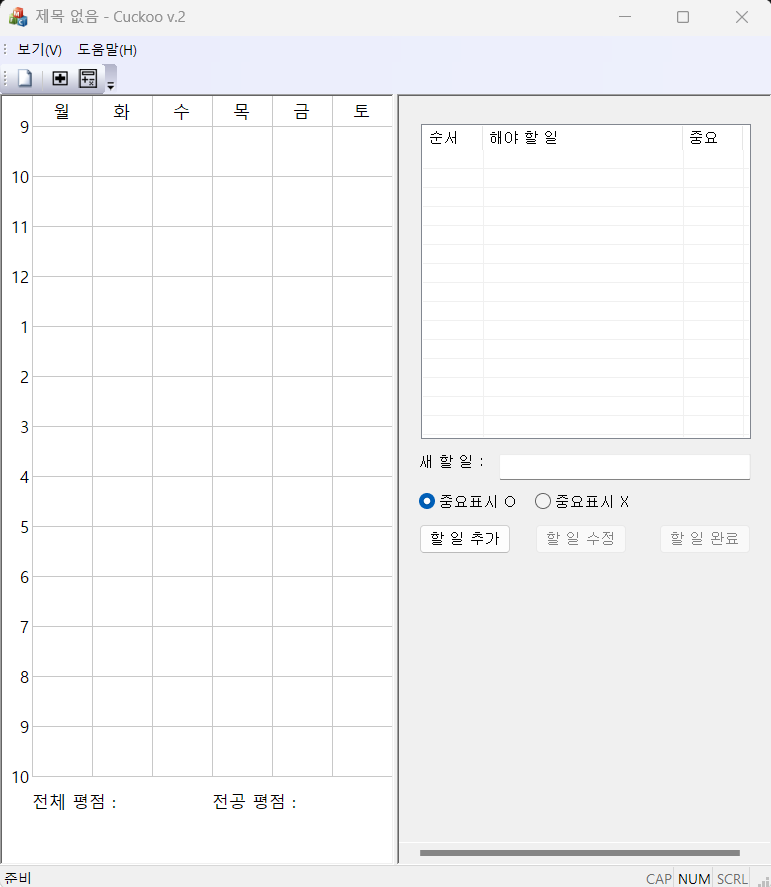 제목 없음 - Cuckoo v.2
보기(V) 도움말(H)
월 화 수 목 금 토
9
10
11
12
1
2
3
4
5
6
7
8
9
10
전체 평점 : 전공 평점 :
순서 해야 할 일 중요
새 할 일 :
중요표시 O 중요표시 X
할 일 추가 할 일 수정 할 일 완료
준비 CAP NUM SCRL